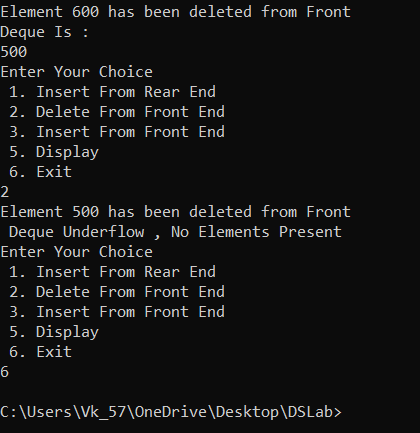 Element 600 has been deleted from Front
Deque Is :
500
Enter Your Choice
 1. Insert From Rear End
 2. Delete From Front End
 3. Insert From Front End
 5. Display
 6. Exit
2
Element 500 has been deleted from Front
 Deque Underflow , No Elements Present
Enter Your Choice
 1. Insert From Rear End
 2. Delete From Front End
 3. Insert From Front End
 5. Display
 6. Exit
6
C:\Users\Vk_57\OneDrive\Desktop\DSLab>